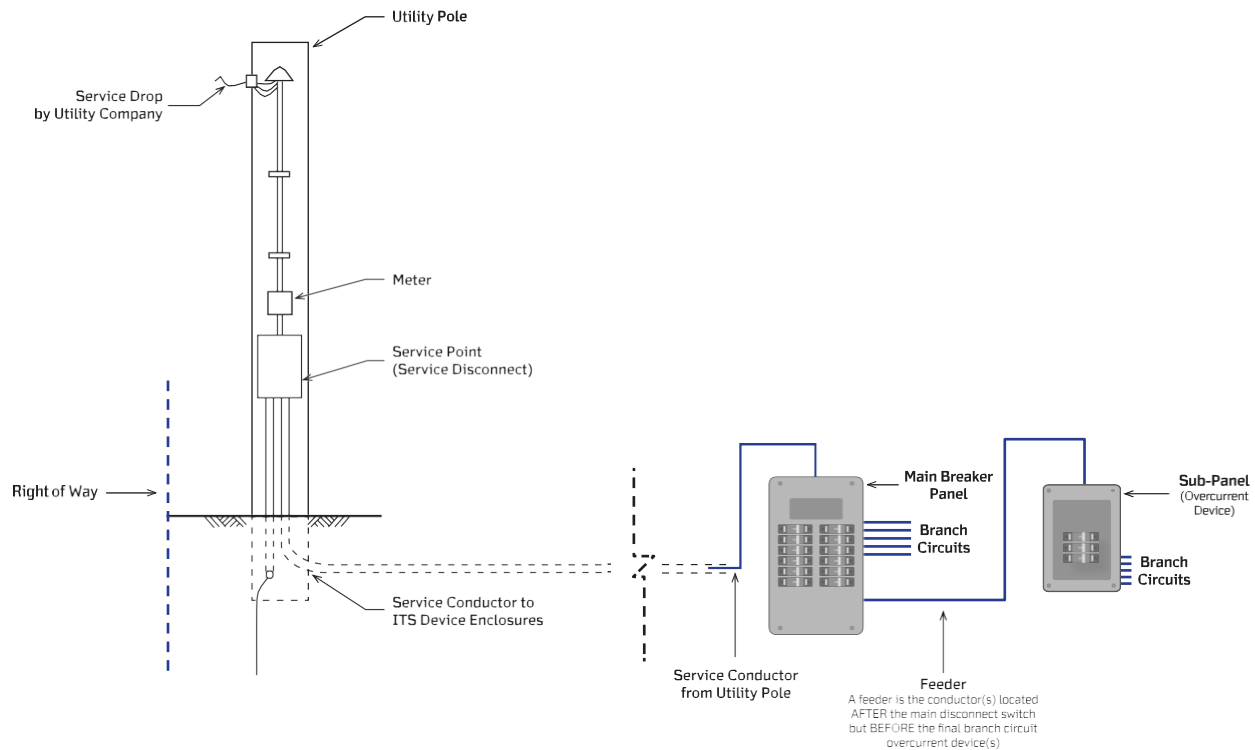 Utility Pole
Service Drop
by Utility Company
Meter
Service Point
(Service Disconnect)
Right of Way
Service Conductor to
ITS Device Enclosures
Main Breaker
Panel
Branch
Circuits
Sub-Panel
(Overcurrent
Device)
Branch
Circuits
Service Conductor
from Utility Pole
Feeder
A feeder is the conductor(s) located
AFTER the main disconnect switch
but BEFORE the final branch circuit
overcurrent device(s)